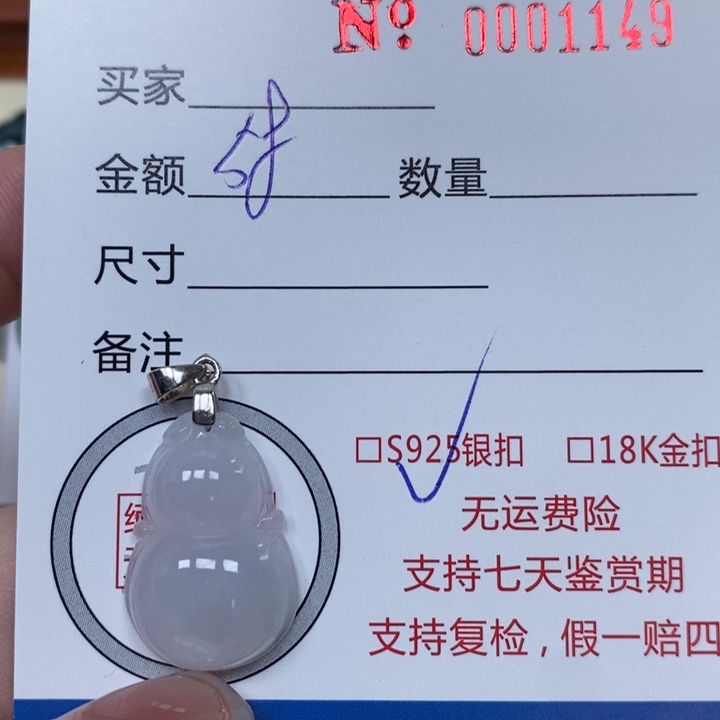 Nº 0001149
买家
金额 数量
尺寸
备注
□S925银扣 □18K金扣
无运费险
支持七天鉴赏期
支持复检,假一赔四